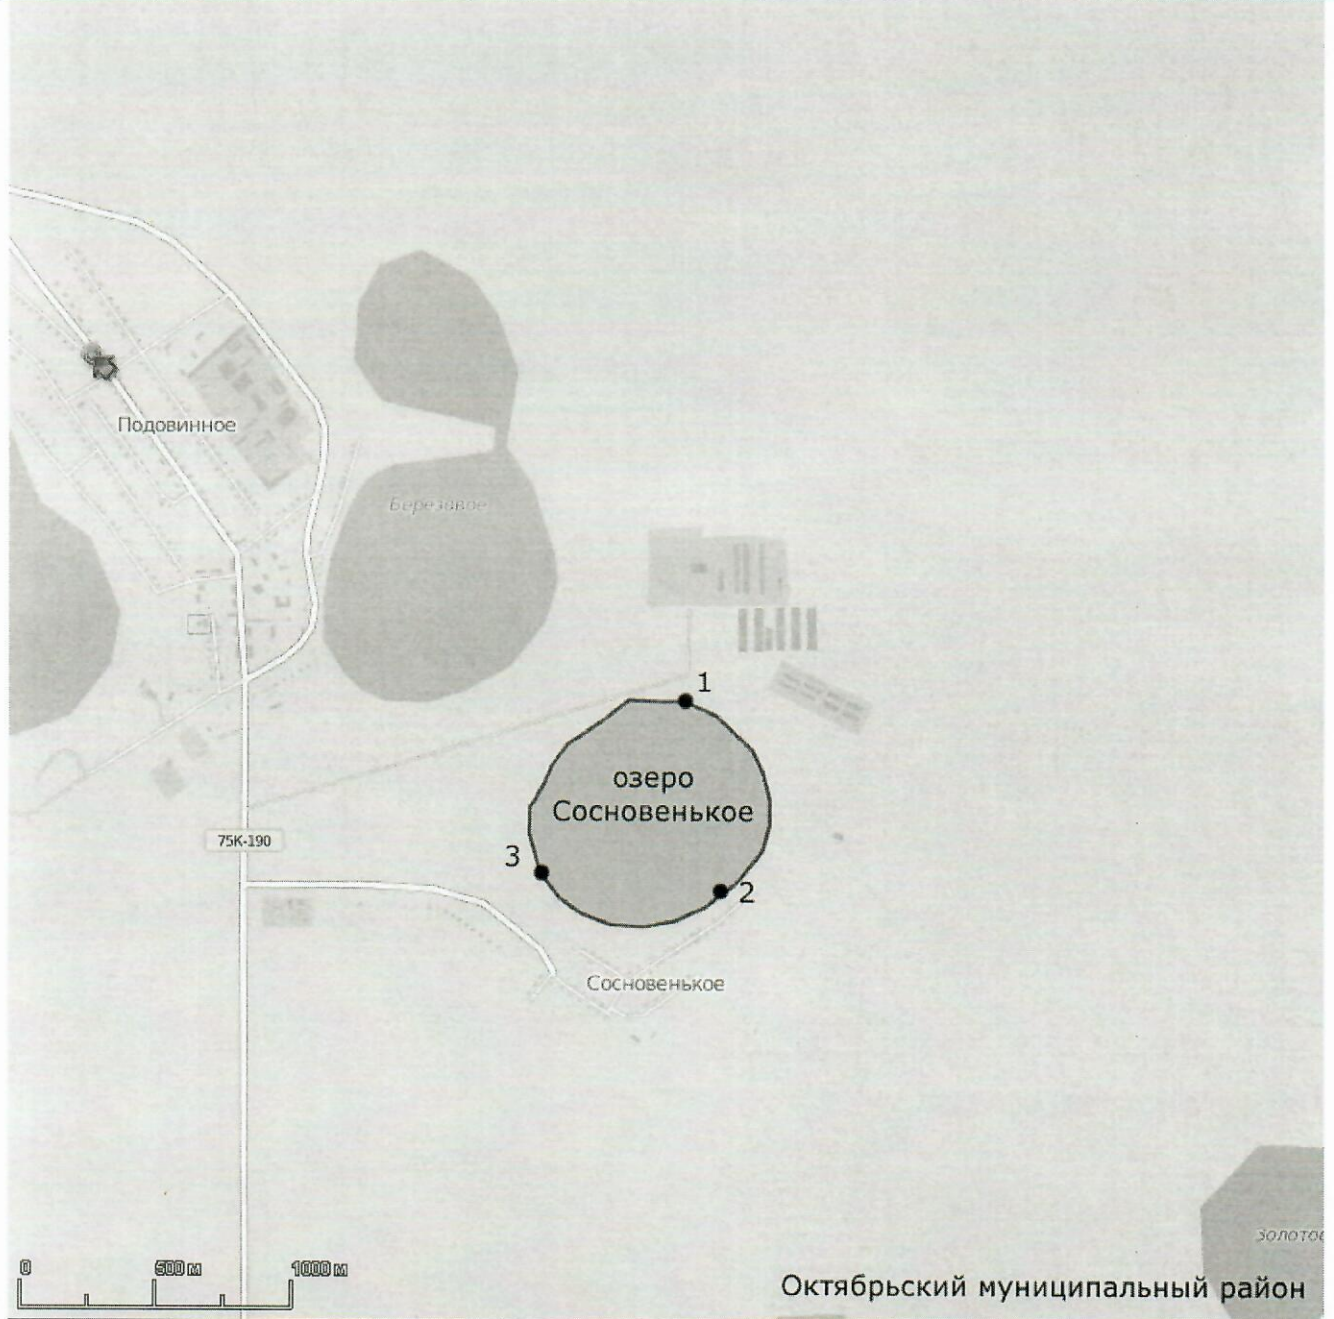 Подовинное
Березовое
1
озеро
Сосновенькое
75К-190
3
2
Сосновенькое
0 500 м 1000 м
Октябрьский муниципальный район